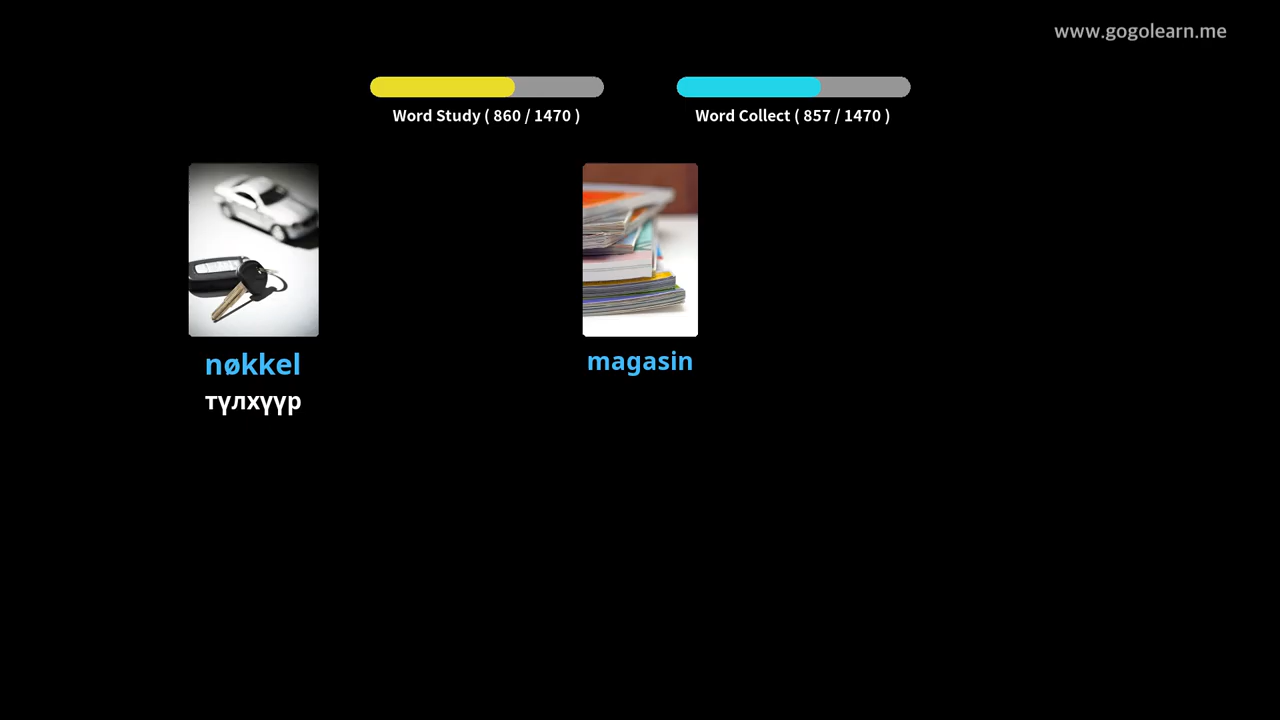 www.gogolearn.me
Word Study ( 860 / 1470 )
Word Collect ( 857 / 1470 )
nøkkel
түлхүүр
magasin